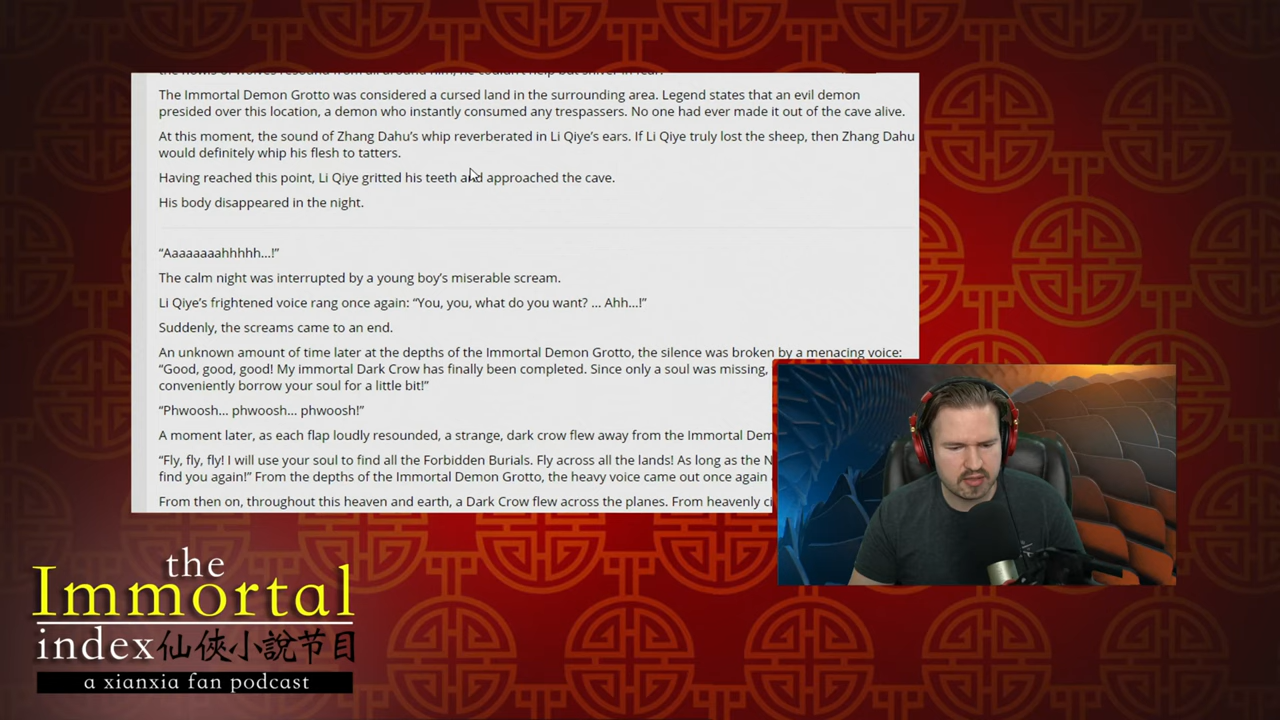 The Immortal Demon Grotto was considered a cursed land in the surrounding area. Legend states that an evil demon
presided over this location, a demon who instantly consumed any trespassers. No one had ever made it out of the cave alive.
At this moment, the sound of Zhang Dahu’s whip reverberated in Li Qiye’s ears. If Li Qiye truly lost the sheep, then Zhang Dahu
would definitely whip his flesh to tatters.
Having reached this point, Li Qiye gritted his teeth and approached the cave.
His body disappeared in the night.
“Aaaaaaaahhhhh…!”
The calm night was interrupted by a young boy’s miserable scream.
Li Qiye’s frightened voice rang once again: “You, you, what do you want? … Ahh…!”
Suddenly, the screams came to an end.
An unknown amount of time later at the depths of the Immortal Demon Grotto, the silence was broken by a menacing voice:
“Good, good, good! My immortal Dark Crow has finally been completed. Since only a soul was missing,
conveniently borrow your soul for a little bit!”
“Phwoosh… phwoosh… phwoosh!”
A moment later, as each flap loudly resounded, a strange, dark crow flew away from the Immortal Dem
“Fly, fly, fly! I will use your soul to find all the Forbidden Burials. Fly across all the lands! As long as the N
find you again!” From the depths of the Immortal Demon Grotto, the heavy voice came out once again
From then on, throughout this heaven and earth, a Dark Crow flew across the planes. From heavenly ci
the
Immortal
index仙俠小說节目
a xianxia fan podcast